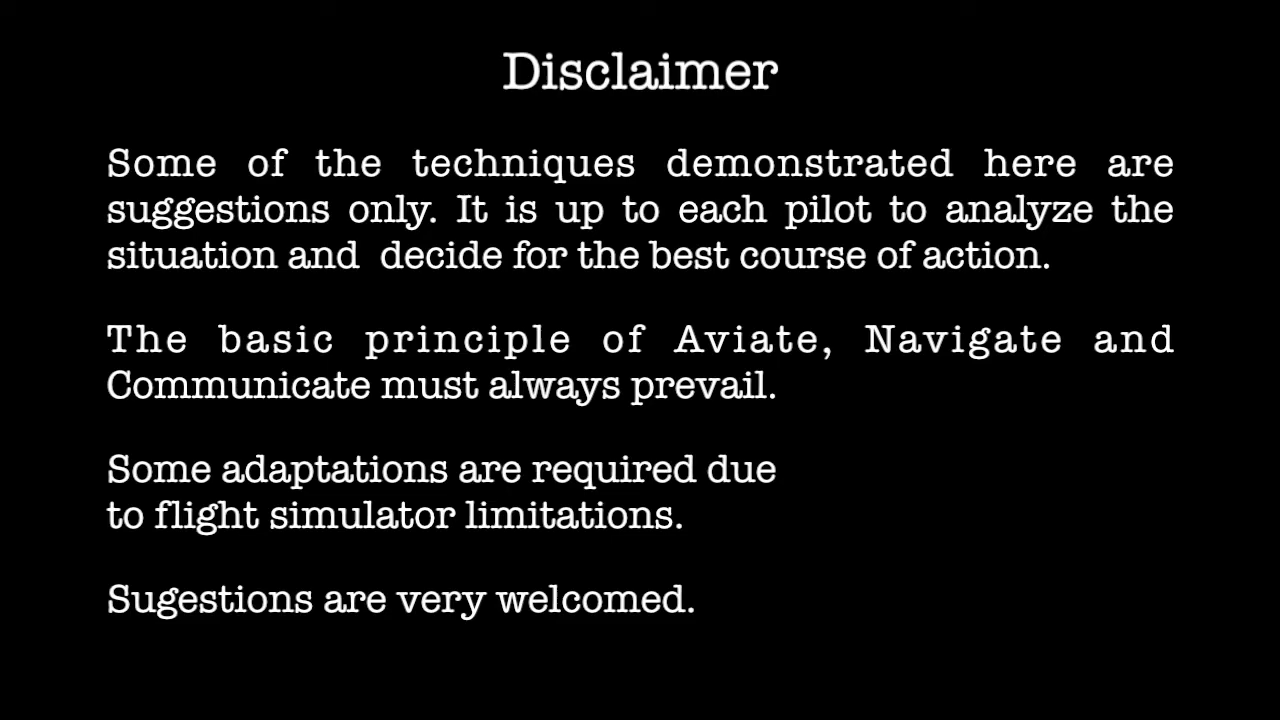 Disclaimer
Some of the techniques demonstrated here are
suggestions only. It is up to each pilot to analyze the
situation and  decide for the best course of action.
The basic principle of Aviate, Navigate and
Communicate must always prevail.
Some adaptations are required due
to flight simulator limitations.
Sugestions are very welcomed.